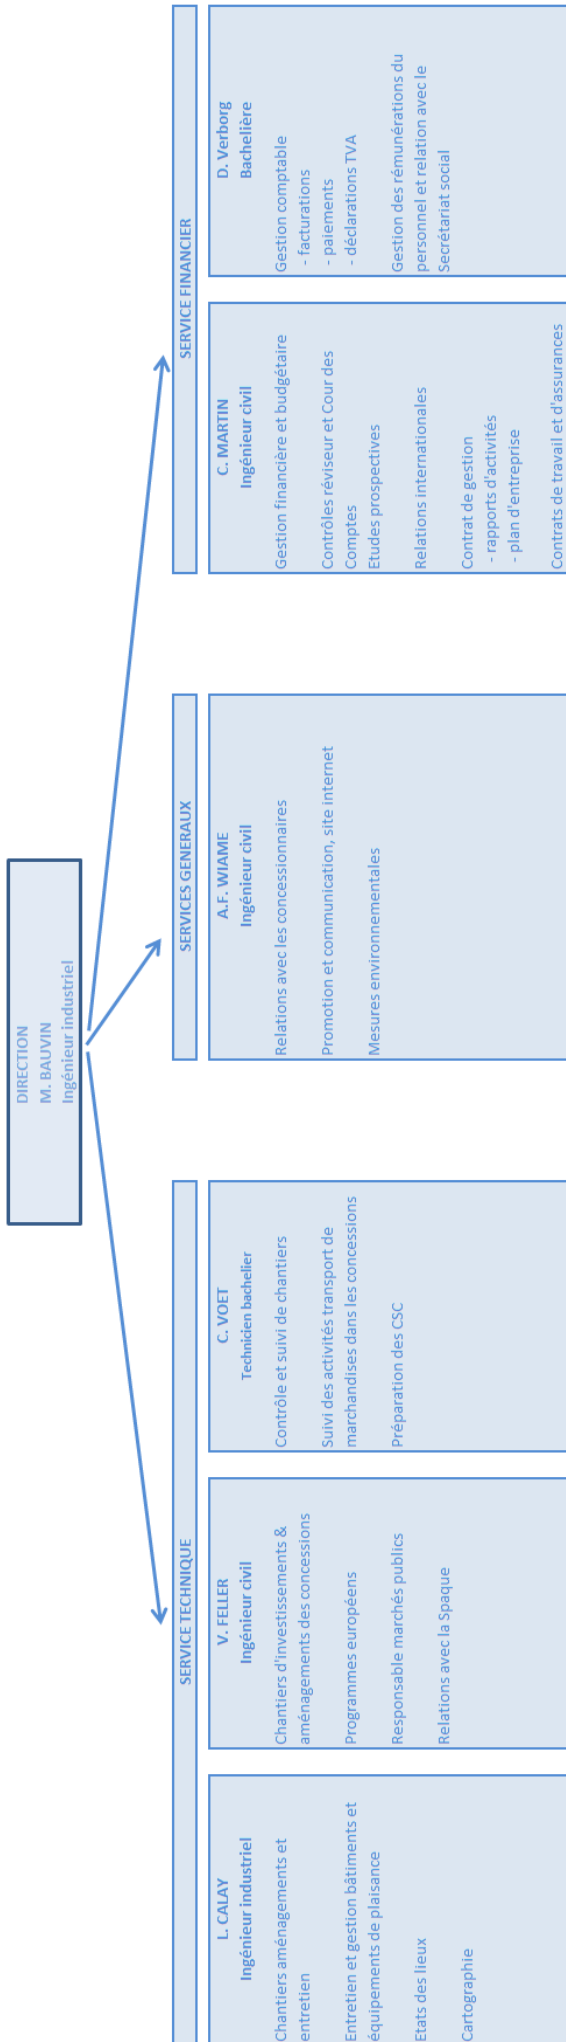 DIRECTION
M. BAUVIN
Ingénieur industriel
SERVICE TECHNIQUE
L. CALAY
Ingénieur industriel
Chantiers aménagements et
entretien
Entretien et gestion bâtiments et
équipements de plaisance
Etats des lieux
Cartographie
V. FELLER
Ingénieur civil
Chantiers d'investissements &
aménagements des concessions
Programmes européens
Responsable marchés publics
Relations avec la Spaque
C. VOET
Technicien bachelier
Contrôle et suivi de chantiers
Suivi des activités transport de
marchandises dans les concessions
Préparation des CSC
SERVICES GENERAUX
A.F. WIAME
Ingénieur civil
Relations avec les concessionnaires
Promotion et communication, site internet
Mesures environnementales
SERVICE FINANCIER
C. MARTIN
Ingénieur civil
Gestion financière et budgétaire
Contrôles réviseur et Cour des
Comptes
Etudes prospectives
Relations internationales
Contrat de gestion
- rapports d'activités
- plan d'entreprise
Contrats de travail et d'assurances
D. Verborg
Bachelière
Gestion comptable
- facturations
- paiements
- déclarations TVA
Gestion des rémunérations du
personnel et relation avec le
Secrétariat social